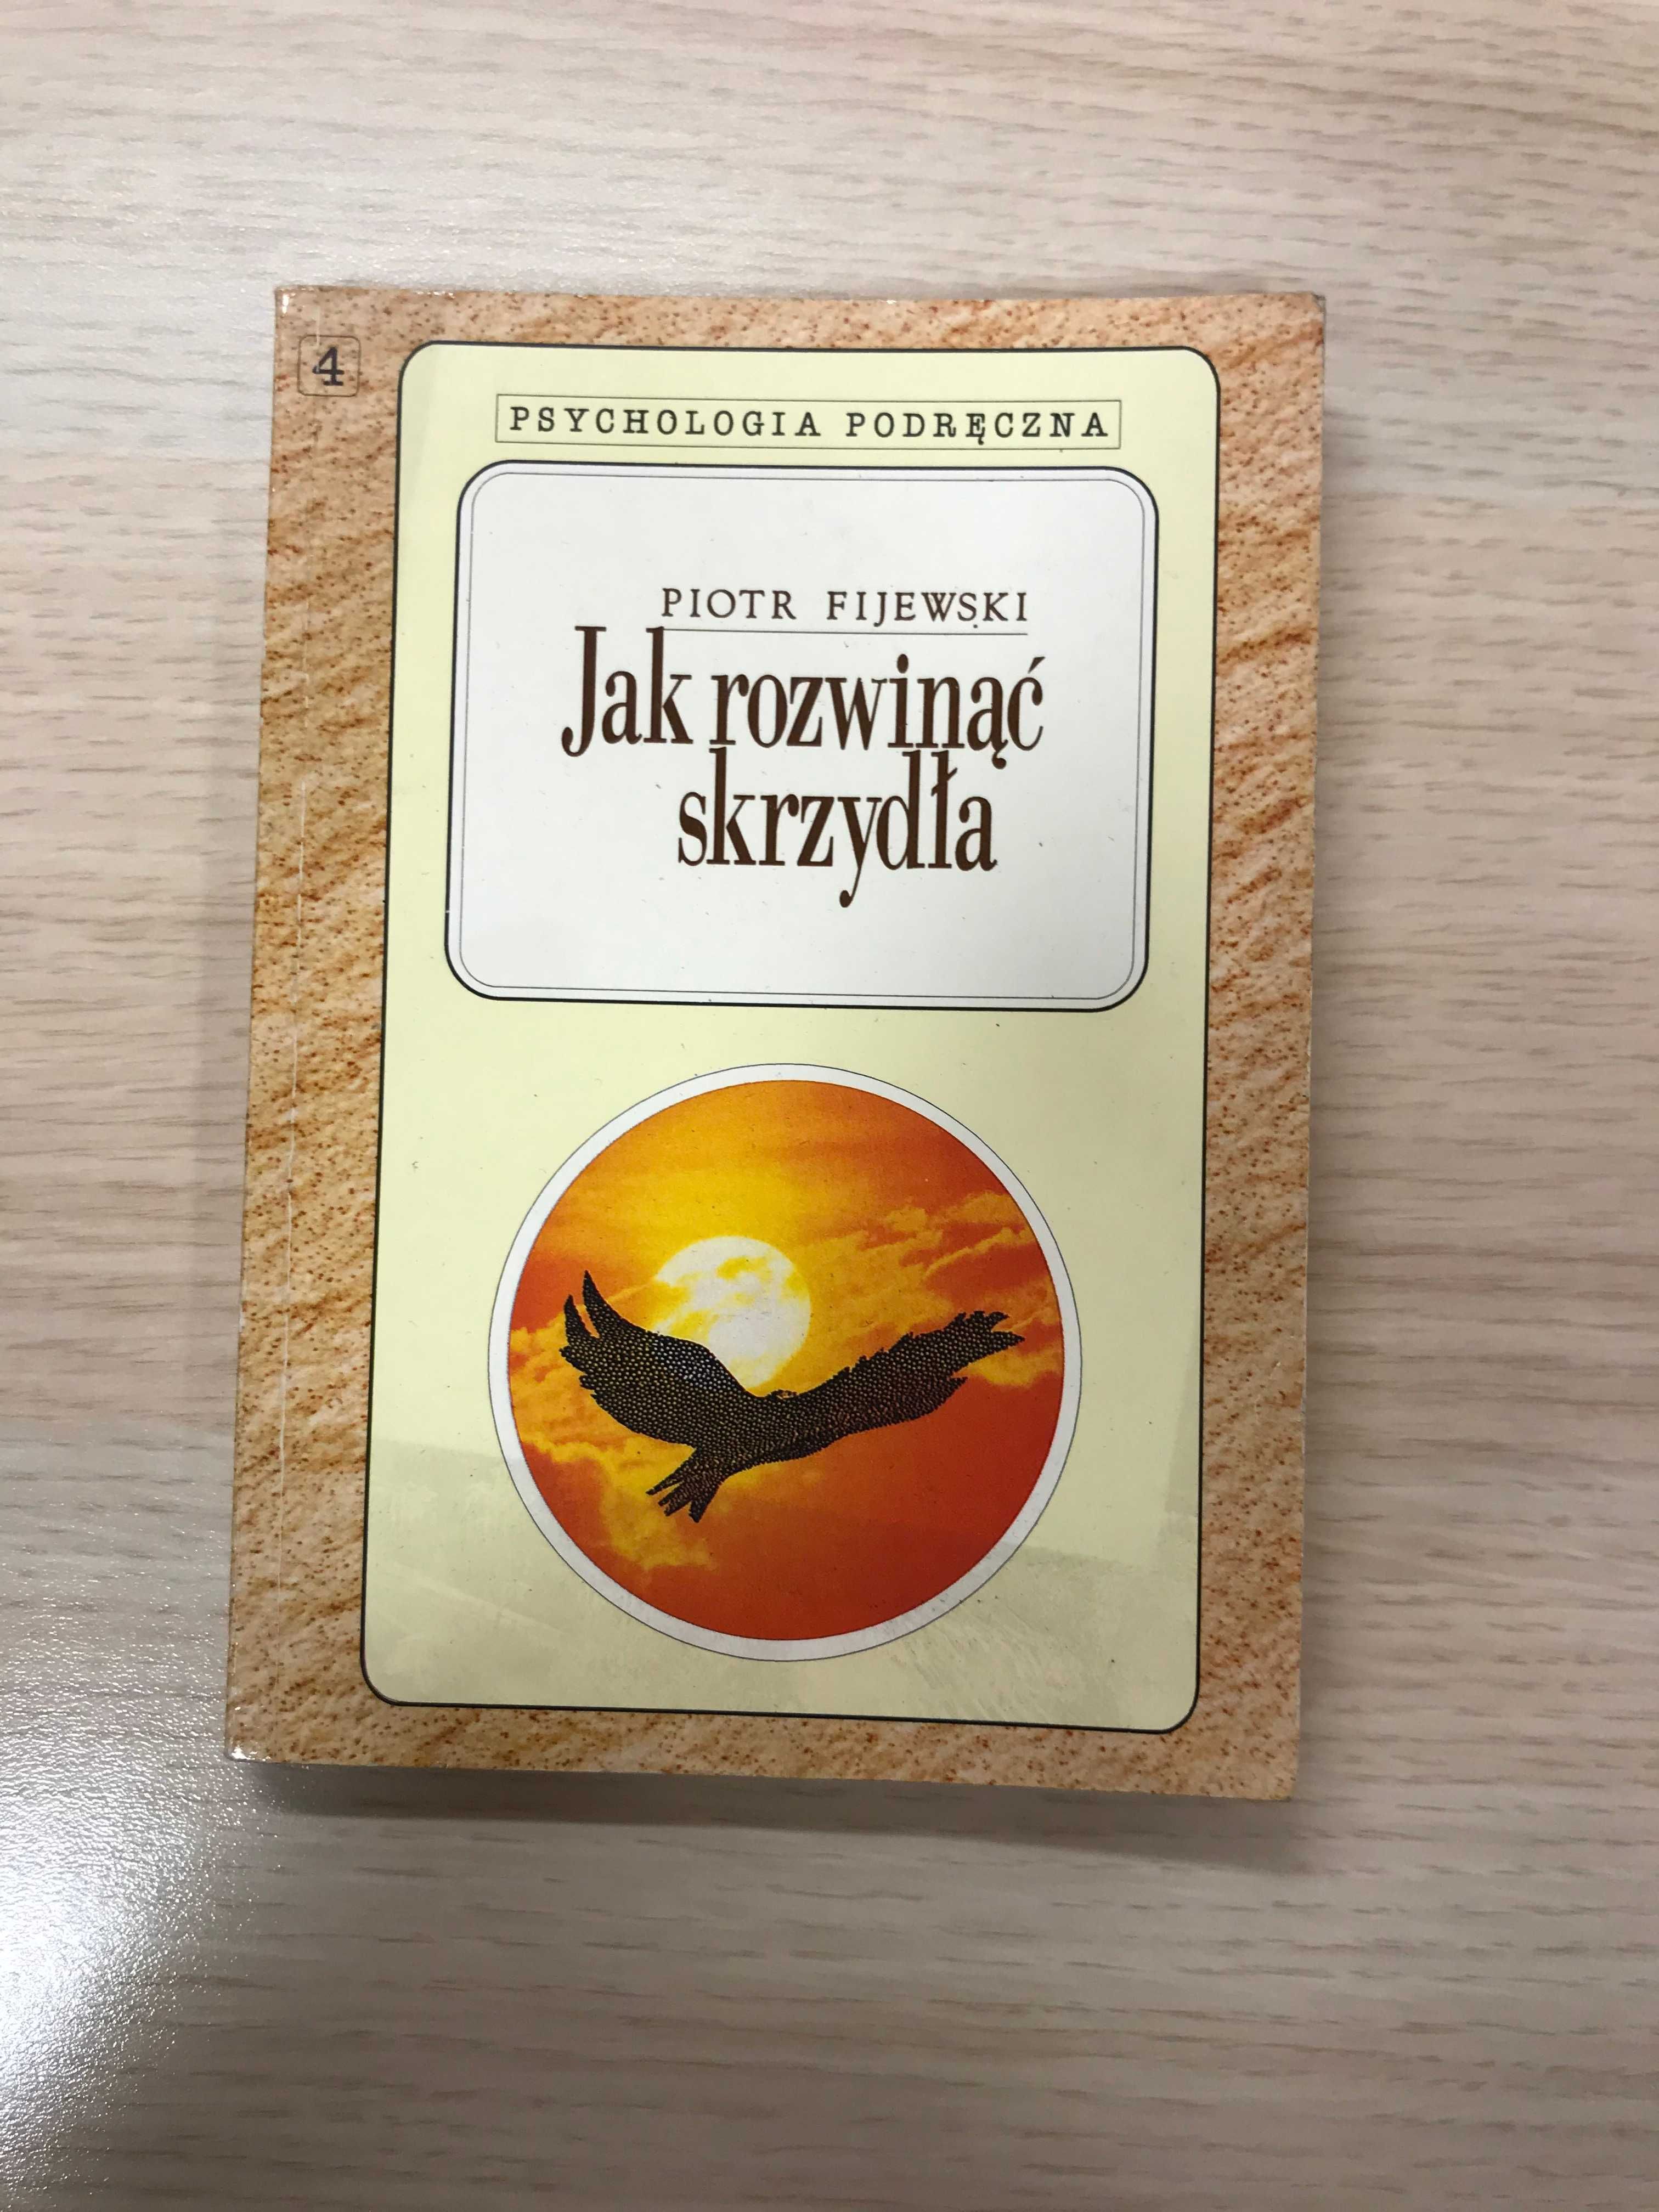 4
PSYCHOLOGIA PODRĘCZNA
PIOTR FIJEWSKI
Jak rozwinąć
skrzydła